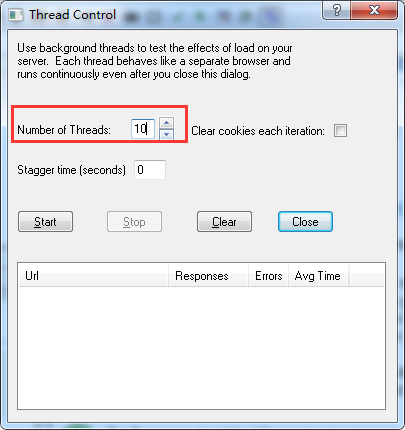 Thread Control
Use background threads to test the effects of load on your
server. Each thread behaves like a separate browser and
runs continuously even after you close this dialog.
Number of Threads: 10 Clear cookies each iteration:
Stagger time (seconds) 0
Start Stop Clear Close
Url Responses Errors Avg Time